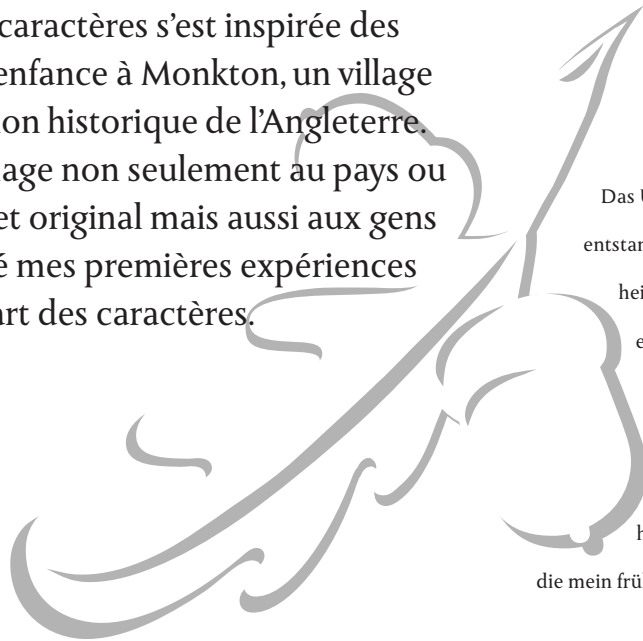 caractères s’est inspirée des
enfance à Monkton, un village
on historique de l’Angleterre.
age non seulement au pays ou
et original mais aussi aux gens
é mes premières expériences
art des caractères.
Das
entstan
hei
e
h
die mein frü